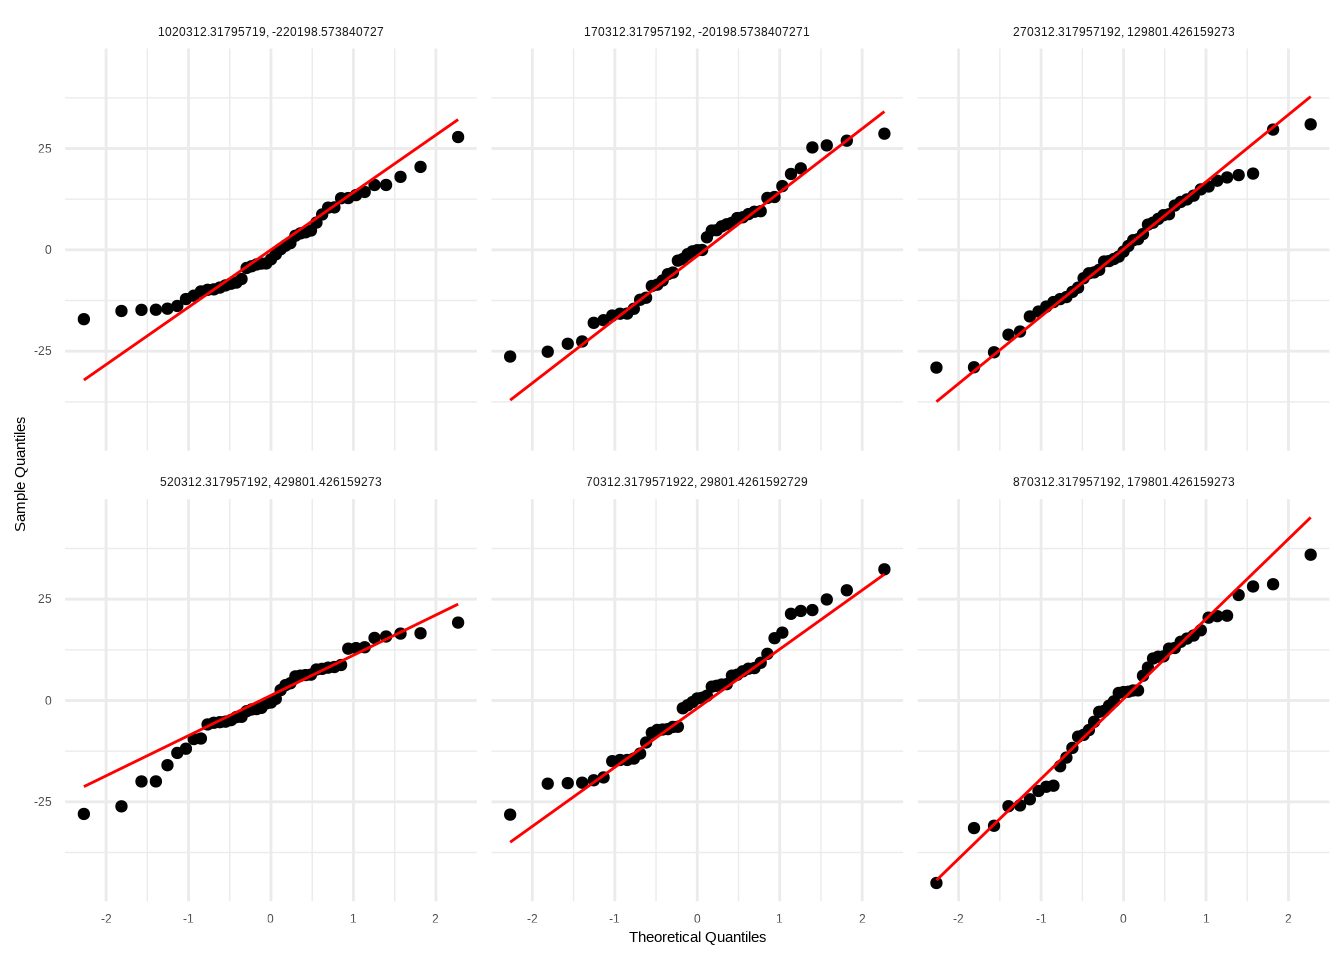 1020312.31795719, -220198.573840727
170312.317957192, -20198.5738407271
270312.317957192, 129801.426159273
25
0
-25
520312.317957192, 429801.426159273
70312.3179571922, 29801.4261592729
870312.317957192, 179801.426159273
25
0
-25
Sample Quantiles
-2 -1 0 1 2
-2 -1 0 1 2
-2 -1 0 1 2
Theoretical Quantiles